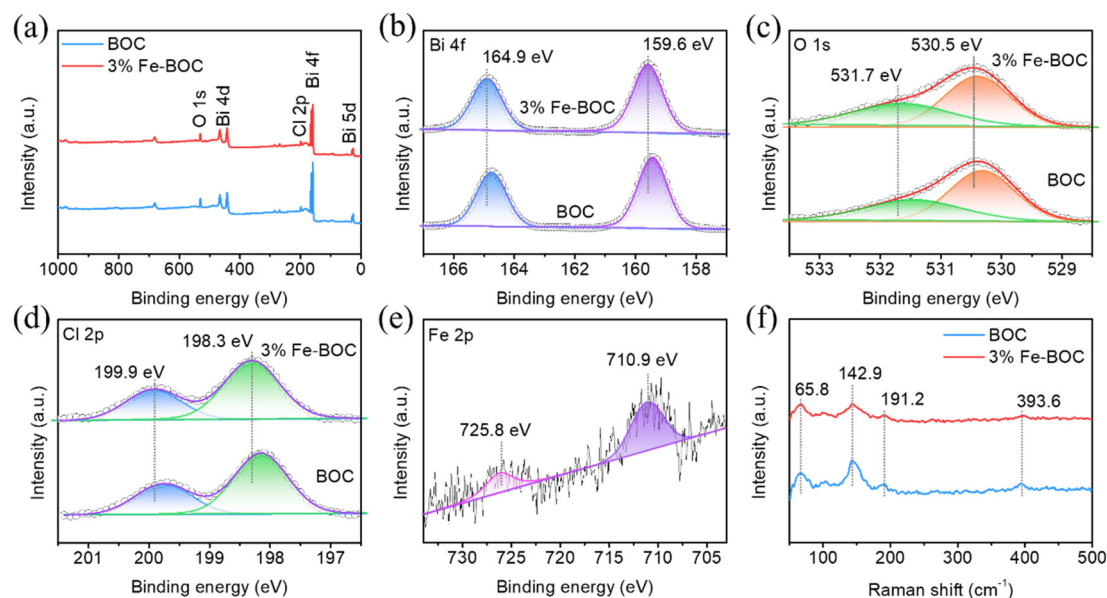 (a)
BOC
3% Fe-BOC
O 1s
Bi 4d
Cl 2p
Bi 4f
Bi 5d
Intensity (a.u.)
1000 800 600 400 200 0
Binding energy (eV)
(b)
Bi 4f
164.9 eV
159.6 eV
3% Fe-BOC
BOC
Intensity (a.u.)
166 164 162 160 158
Binding energy (eV)
(c)
O 1s
530.5 eV
531.7 eV
3% Fe-BOC
BOC
Intensity (a.u.)
533 532 531 530 529
Binding energy (eV)
(d)
Cl 2p
198.3 eV
3% Fe-BOC
199.9 eV
BOC
Intensity (a.u.)
201 200 199 198 197
Binding energy (eV)
(e)
Fe 2p
710.9 eV
725.8 eV
Intensity (a.u.)
730 725 720 715 710 705
Binding energy (eV)
(f)
BOC
3% Fe-BOC
65.8
142.9
191.2
393.6
Intensity (a.u.)
100 200 300 400 500
Raman shift (cm⁻¹)